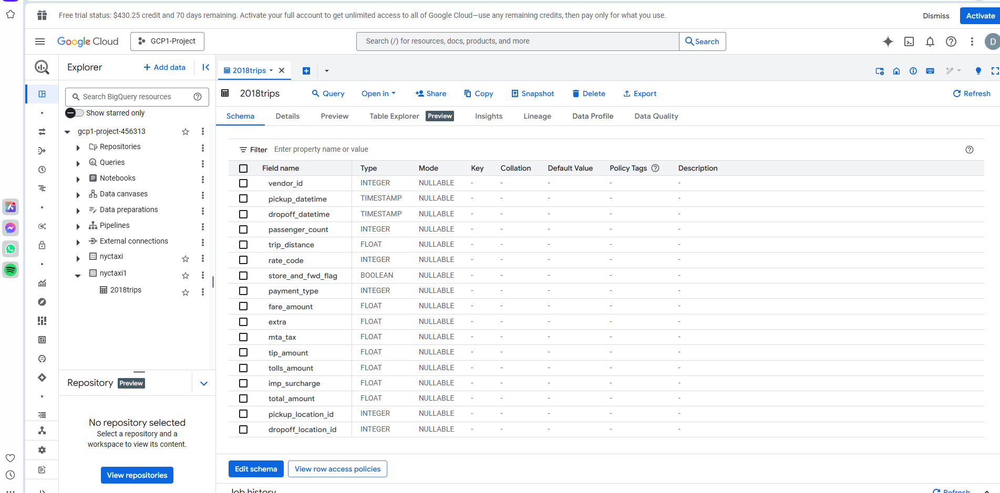 Free trial status: $430.25 credit and 70 days remaining. Activate your full account to get unlimited access to all of Google Cloud—use any remaining credits, then pay only for what you use.
Dismiss
Activate
Google Cloud
GCP1-Project
Search (/) for resources, docs, products, and more
Search
D
Explorer
+ Add data
2018trips
Search BigQuery resources
Show starred only
gcp1-project-456313
Repositories
Queries
Notebooks
Data canvases
Data preparations
Pipelines
External connections
nyctaxi
nyctaxi1
2018trips
Repository Preview
No repository selected
Select a repository and a
workspace to view its content.
View repositories
2018trips
Query
Open in
Share
Copy
Snapshot
Delete
Export
Refresh
Schema
Details
Preview
Table Explorer Preview
Insights
Lineage
Data Profile
Data Quality
Filter Enter property name or value
Field name Type Mode Key Collation Default Value Policy Tags Description
vendor_id INTEGER NULLABLE - - - - -
pickup_datetime TIMESTAMP NULLABLE - - - - -
dropoff_datetime TIMESTAMP NULLABLE - - - - -
passenger_count INTEGER NULLABLE - - - - -
trip_distance FLOAT NULLABLE - - - - -
rate_code INTEGER NULLABLE - - - - -
store_and_fwd_flag BOOLEAN NULLABLE - - - - -
payment_type INTEGER NULLABLE - - - - -
fare_amount FLOAT NULLABLE - - - - -
extra FLOAT NULLABLE - - - - -
mta_tax FLOAT NULLABLE - - - - -
tip_amount FLOAT NULLABLE - - - - -
tolls_amount FLOAT NULLABLE - - - - -
imp_surcharge FLOAT NULLABLE - - - - -
total_amount FLOAT NULLABLE - - - - -
pickup_location_id INTEGER NULLABLE - - - - -
dropoff_location_id INTEGER NULLABLE - - - - -
Edit schema
View row access policies
Job history
Refresh